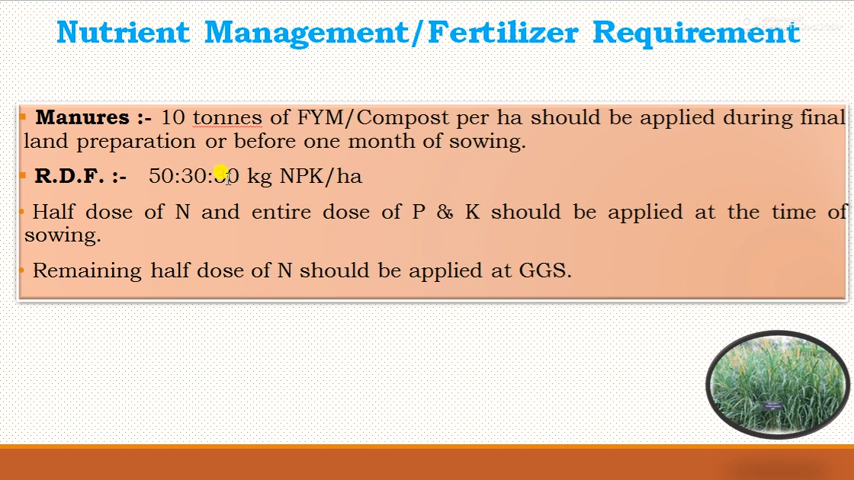 Nutrient Management/Fertilizer Requirement
Manures :- 10 tonnes of FYM/Compost per ha should be applied during final
land preparation or before one month of sowing.
R.D.F. :- kg NPK/ha
Half dose of N and entire dose of P & K should be applied at the time of
sowing.
Remaining half dose of N should be applied at GGS.